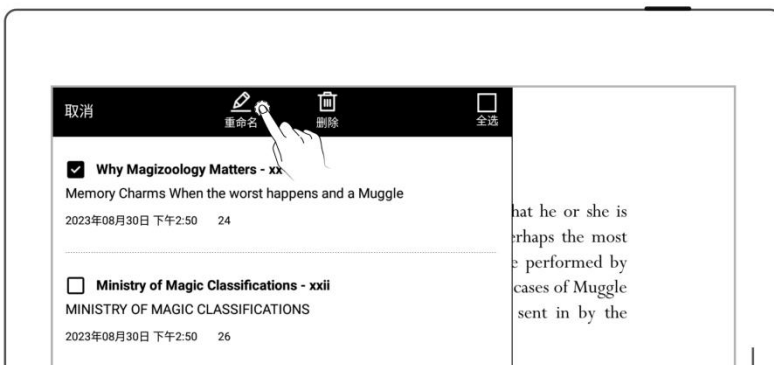 取消
重命名
删除
全选
Why Magizoology Matters - xx
Memory Charms When the worst happens and a Muggle
2023年08月30日 下午2:50 24
Ministry of Magic Classifications - xxii
MINISTRY OF MAGIC CLASSIFICATIONS
2023年08月30日 下午2:50 26
hat he or she is
erhaps the most
e performed by
cases of Muggle
sent in by the